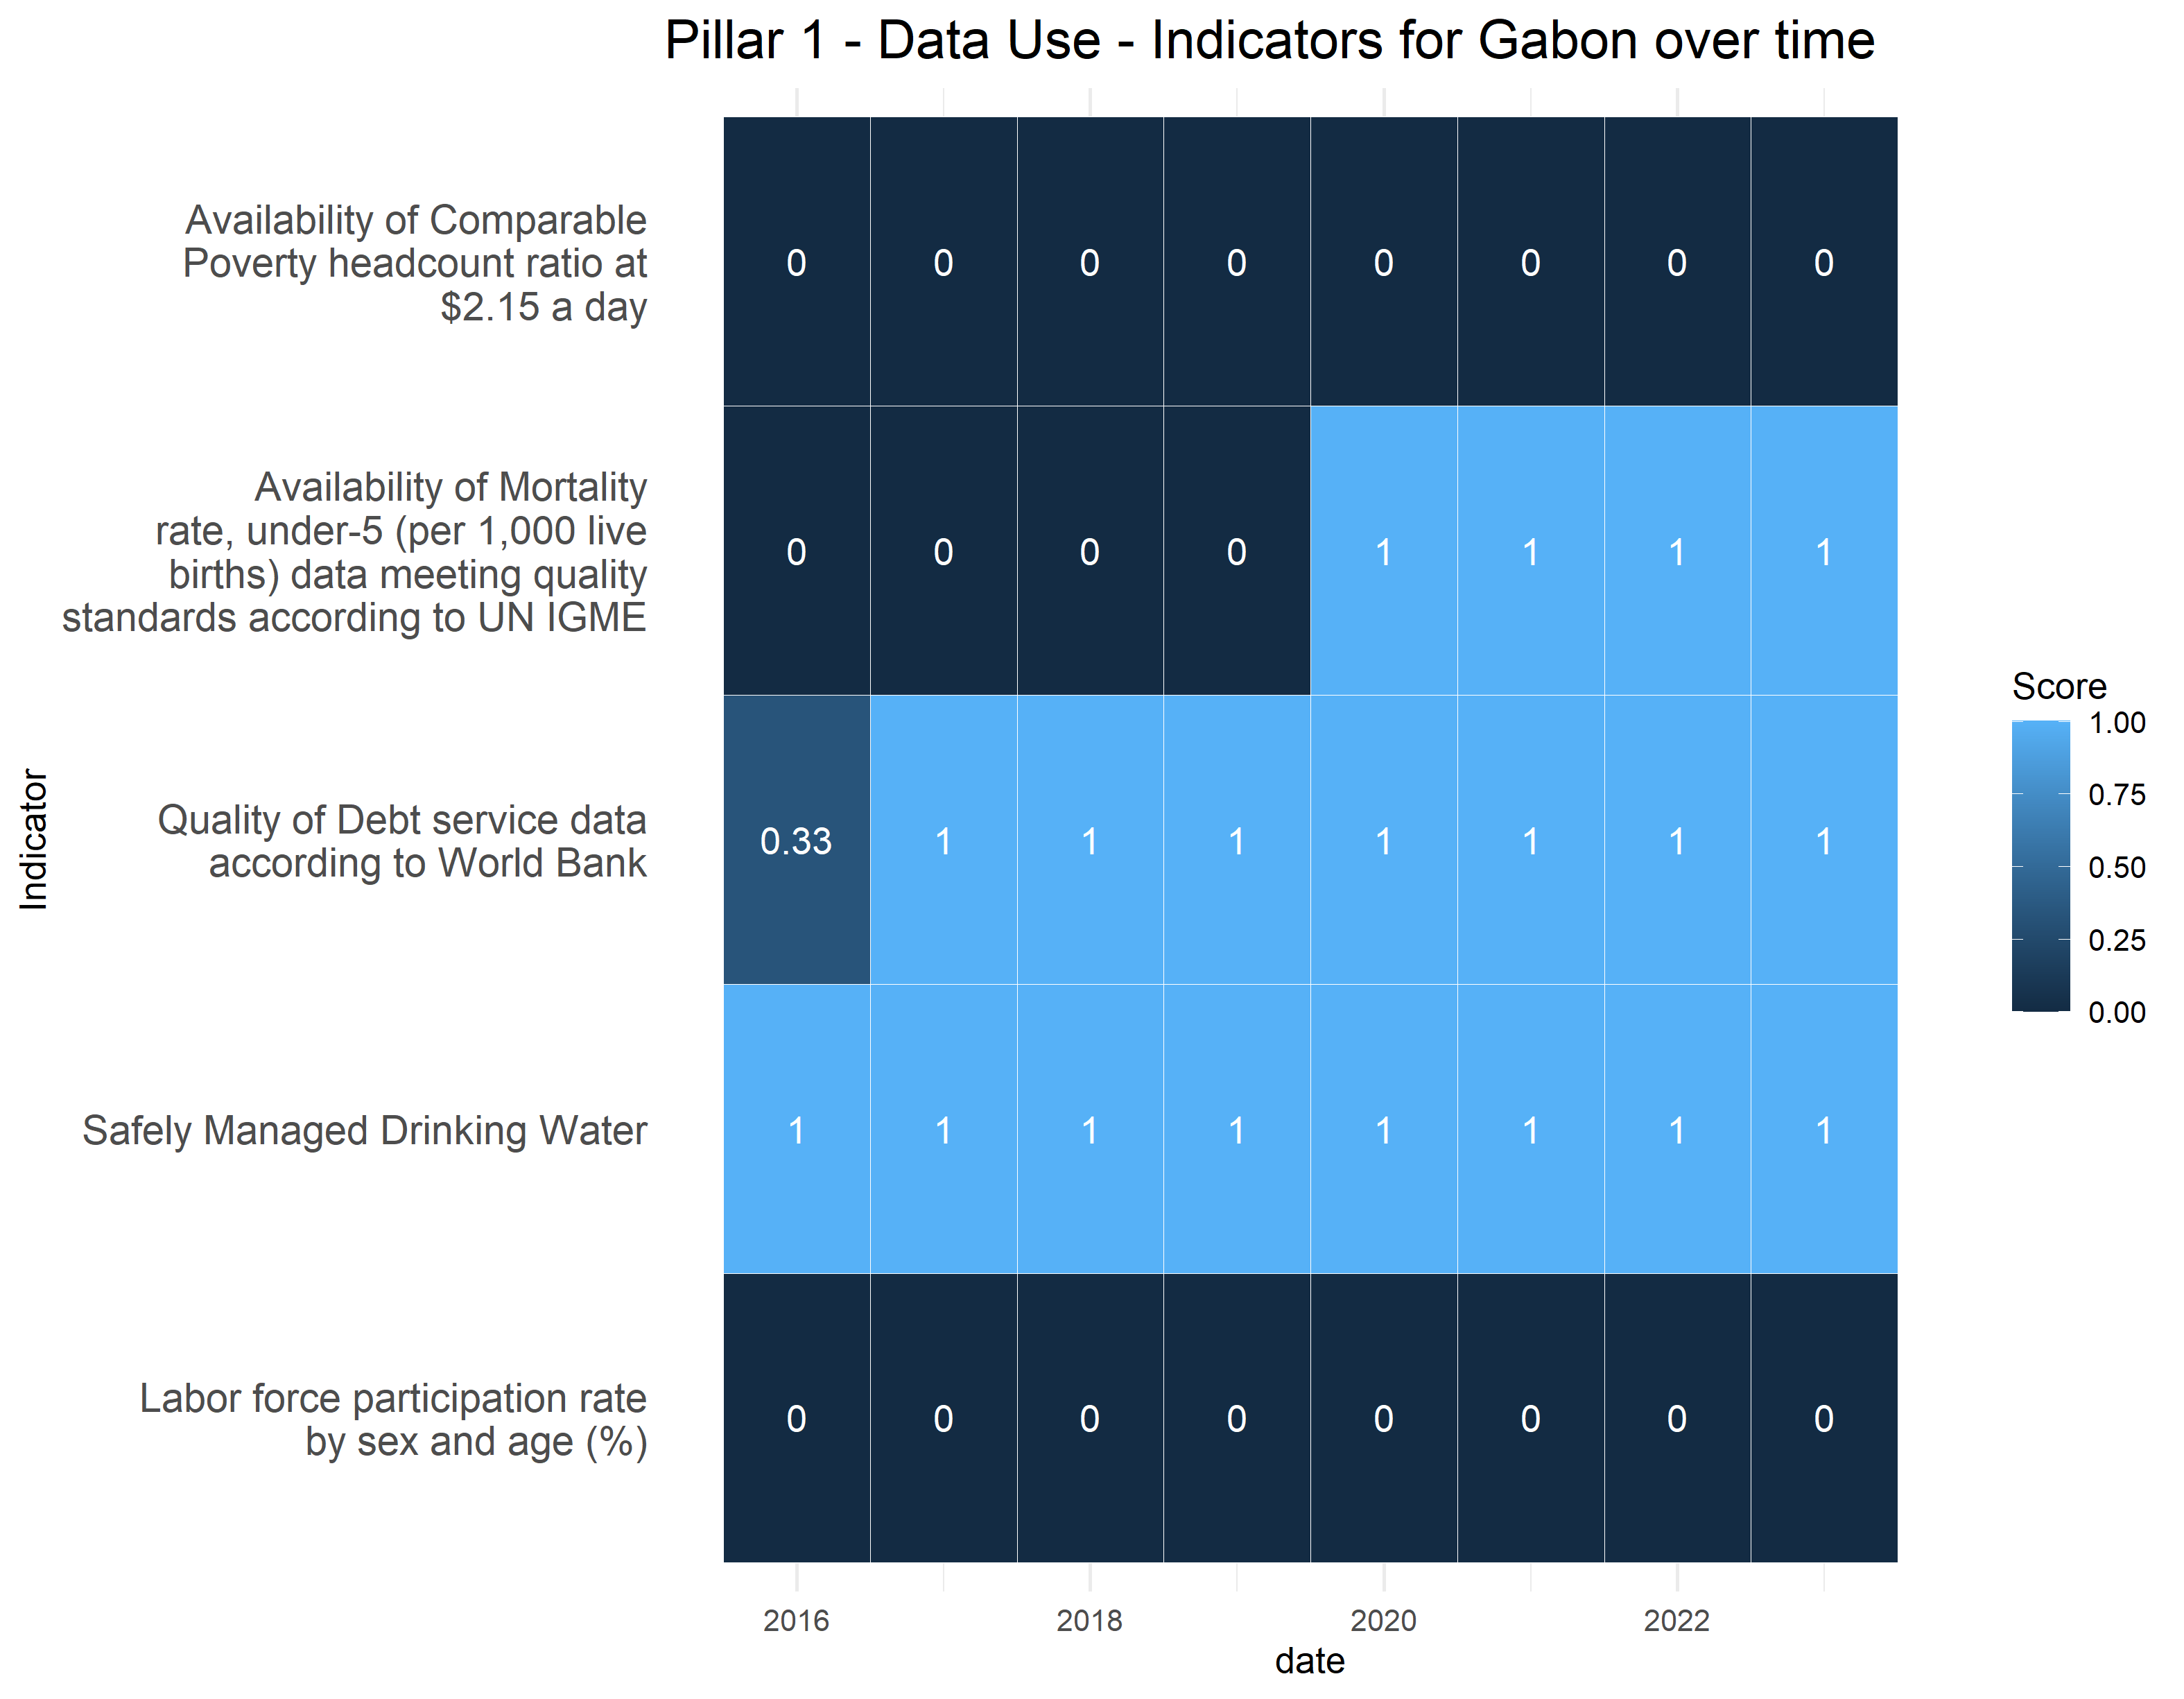 Pillar 1 - Data Use - Indicators for Gabon over time
Availability of Comparable
Poverty headcount ratio at
$2.15 a day
0 0 0 0 0 0 0 0
Availability of Mortality
rate, under-5 (per 1,000 live
births) data meeting quality
standards according to UN IGME
0 0 0 0 1 1 1 1
Quality of Debt service data
according to World Bank
0.33 1 1 1 1 1 1 1
Safely Managed Drinking Water
1 1 1 1 1 1 1 1
Labor force participation rate
by sex and age (%)
0 0 0 0 0 0 0 0
Indicator
2016 2018 2020 2022
date
Score
1.00
0.75
0.50
0.25
0.00